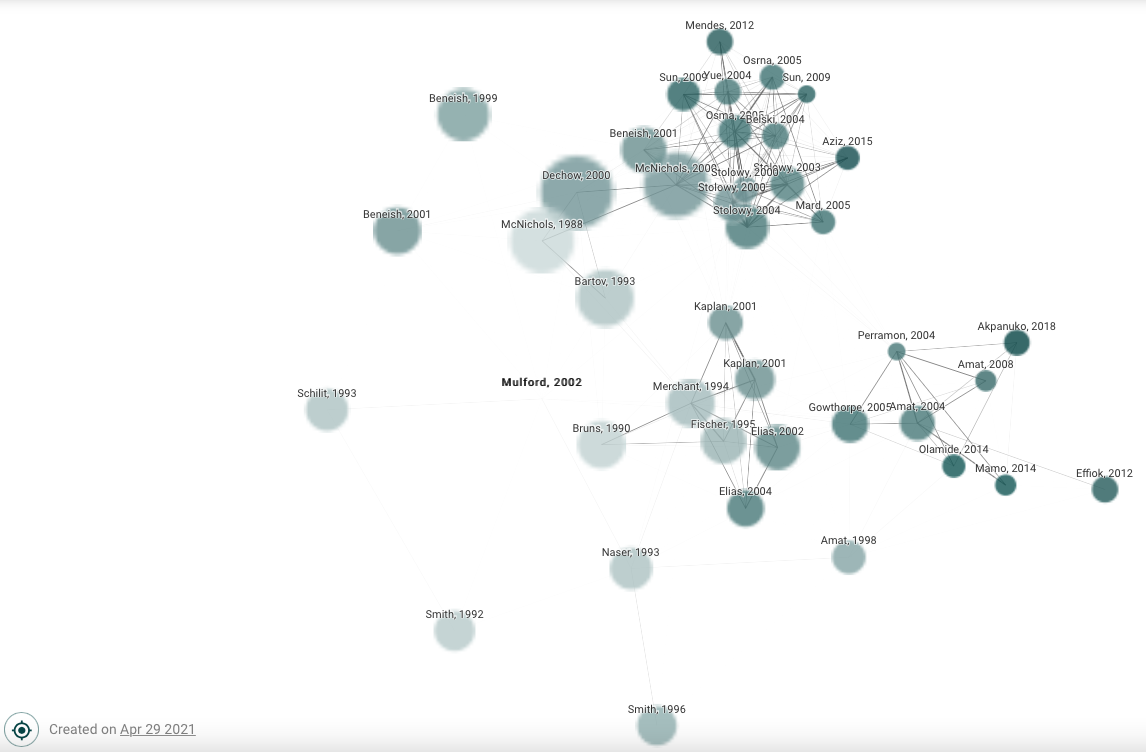 Mendes, 2012
Osrna, 2005
Sun, 2009
Yue, 2004
Sun, 2009
Beneish, 1999
Osma, 2005
Belski, 2004
Beneish, 2001
Aziz, 2015
McNichols, 2000
Stolowy, 2003
Stolowy, 2000
Dechow, 2000
Stolowy, 2000
Mard, 2005
Stolowy, 2004
Beneish, 2001
McNichols, 1988
Bartov, 1993
Kaplan, 2001
Akpanuko, 2018
Perramon, 2004
Kaplan, 2001
Amat, 2008
Mulford, 2002
Merchant, 1994
Schilit, 1993
Gowthorpe, 2005
Amat, 2004
Fischer, 1995
Bruns, 1990
Elias, 2002
Olamide, 2014
Mamo, 2014
Effiok, 2012
Elias, 2004
Amat, 1998
Naser, 1993
Smith, 1992
Smith, 1996
Created on Apr 29 2021